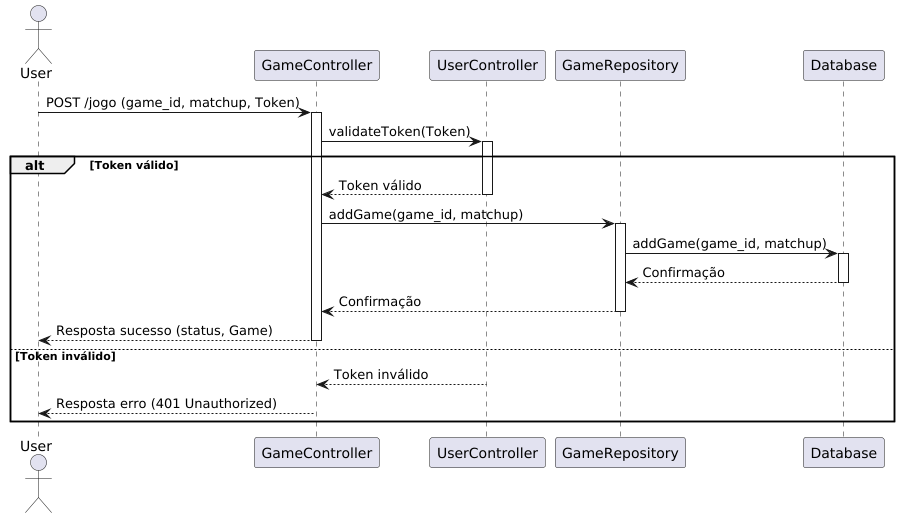 User
GameController
UserController
GameRepository
Database
POST /jogo (game_id, matchup, Token)
validateToken(Token)
alt
[Token válido]
Token válido
addGame(game_id, matchup)
addGame(game_id, matchup)
Confirmação
Confirmação
Resposta sucesso (status, Game)
[Token inválido]
Token inválido
Resposta erro (401 Unauthorized)
User
GameController
UserController
GameRepository
Database